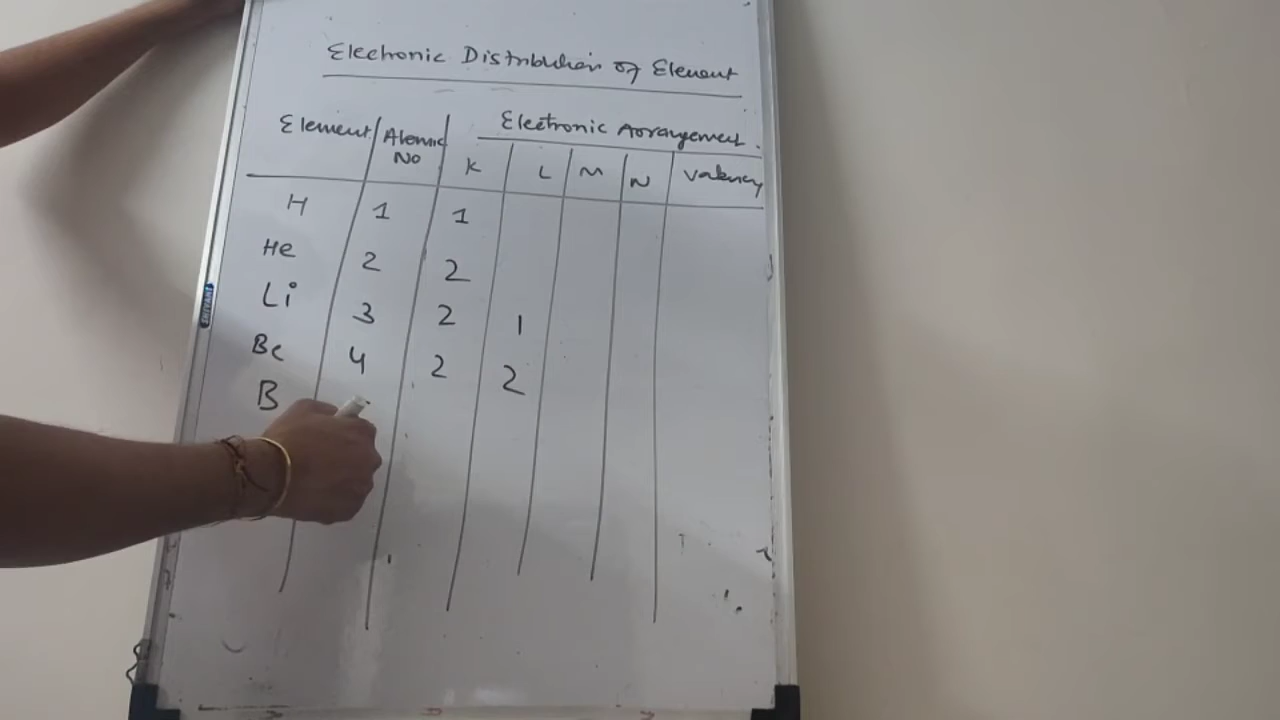 Electronic Distribution of Element
Element Atomic No Electronic Arrangement.
K L M N Valency
H 1 1
He 2 2
Li 3 2 1
Be 4 2 2
B